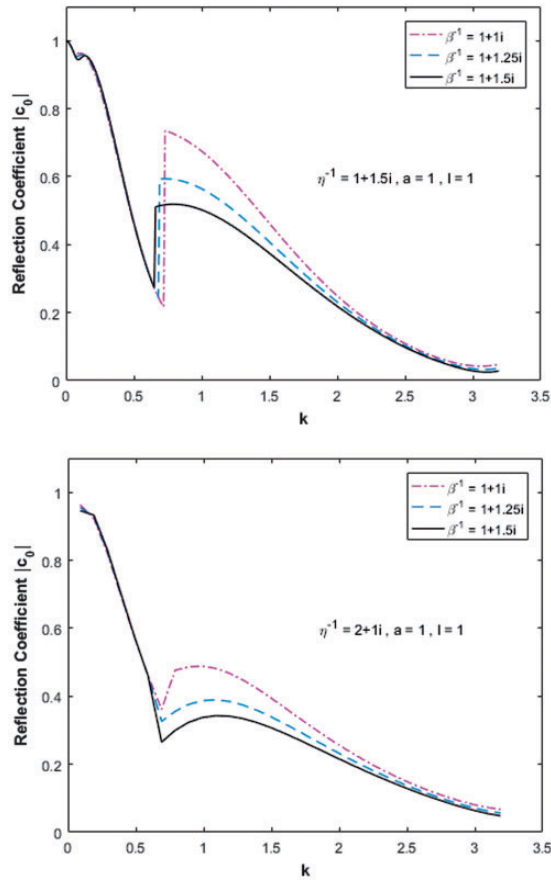 Reflection Coefficient |c₀|
1
0.8
0.6
0.4
0.2
0
β⁻¹ = 1+1i
β⁻¹ = 1+1.25i
β⁻¹ = 1+1.5i
η⁻¹ = 1+1.5i , a = 1 , l = 1
0 0.5 1 1.5 2 2.5 3 3.5
k
Reflection Coefficient |c₀|
1
0.8
0.6
0.4
0.2
0
β⁻¹ = 1+1i
β⁻¹ = 1+1.25i
β⁻¹ = 1+1.5i
η⁻¹ = 2+1i , a = 1 , l = 1
0 0.5 1 1.5 2 2.5 3 3.5
k